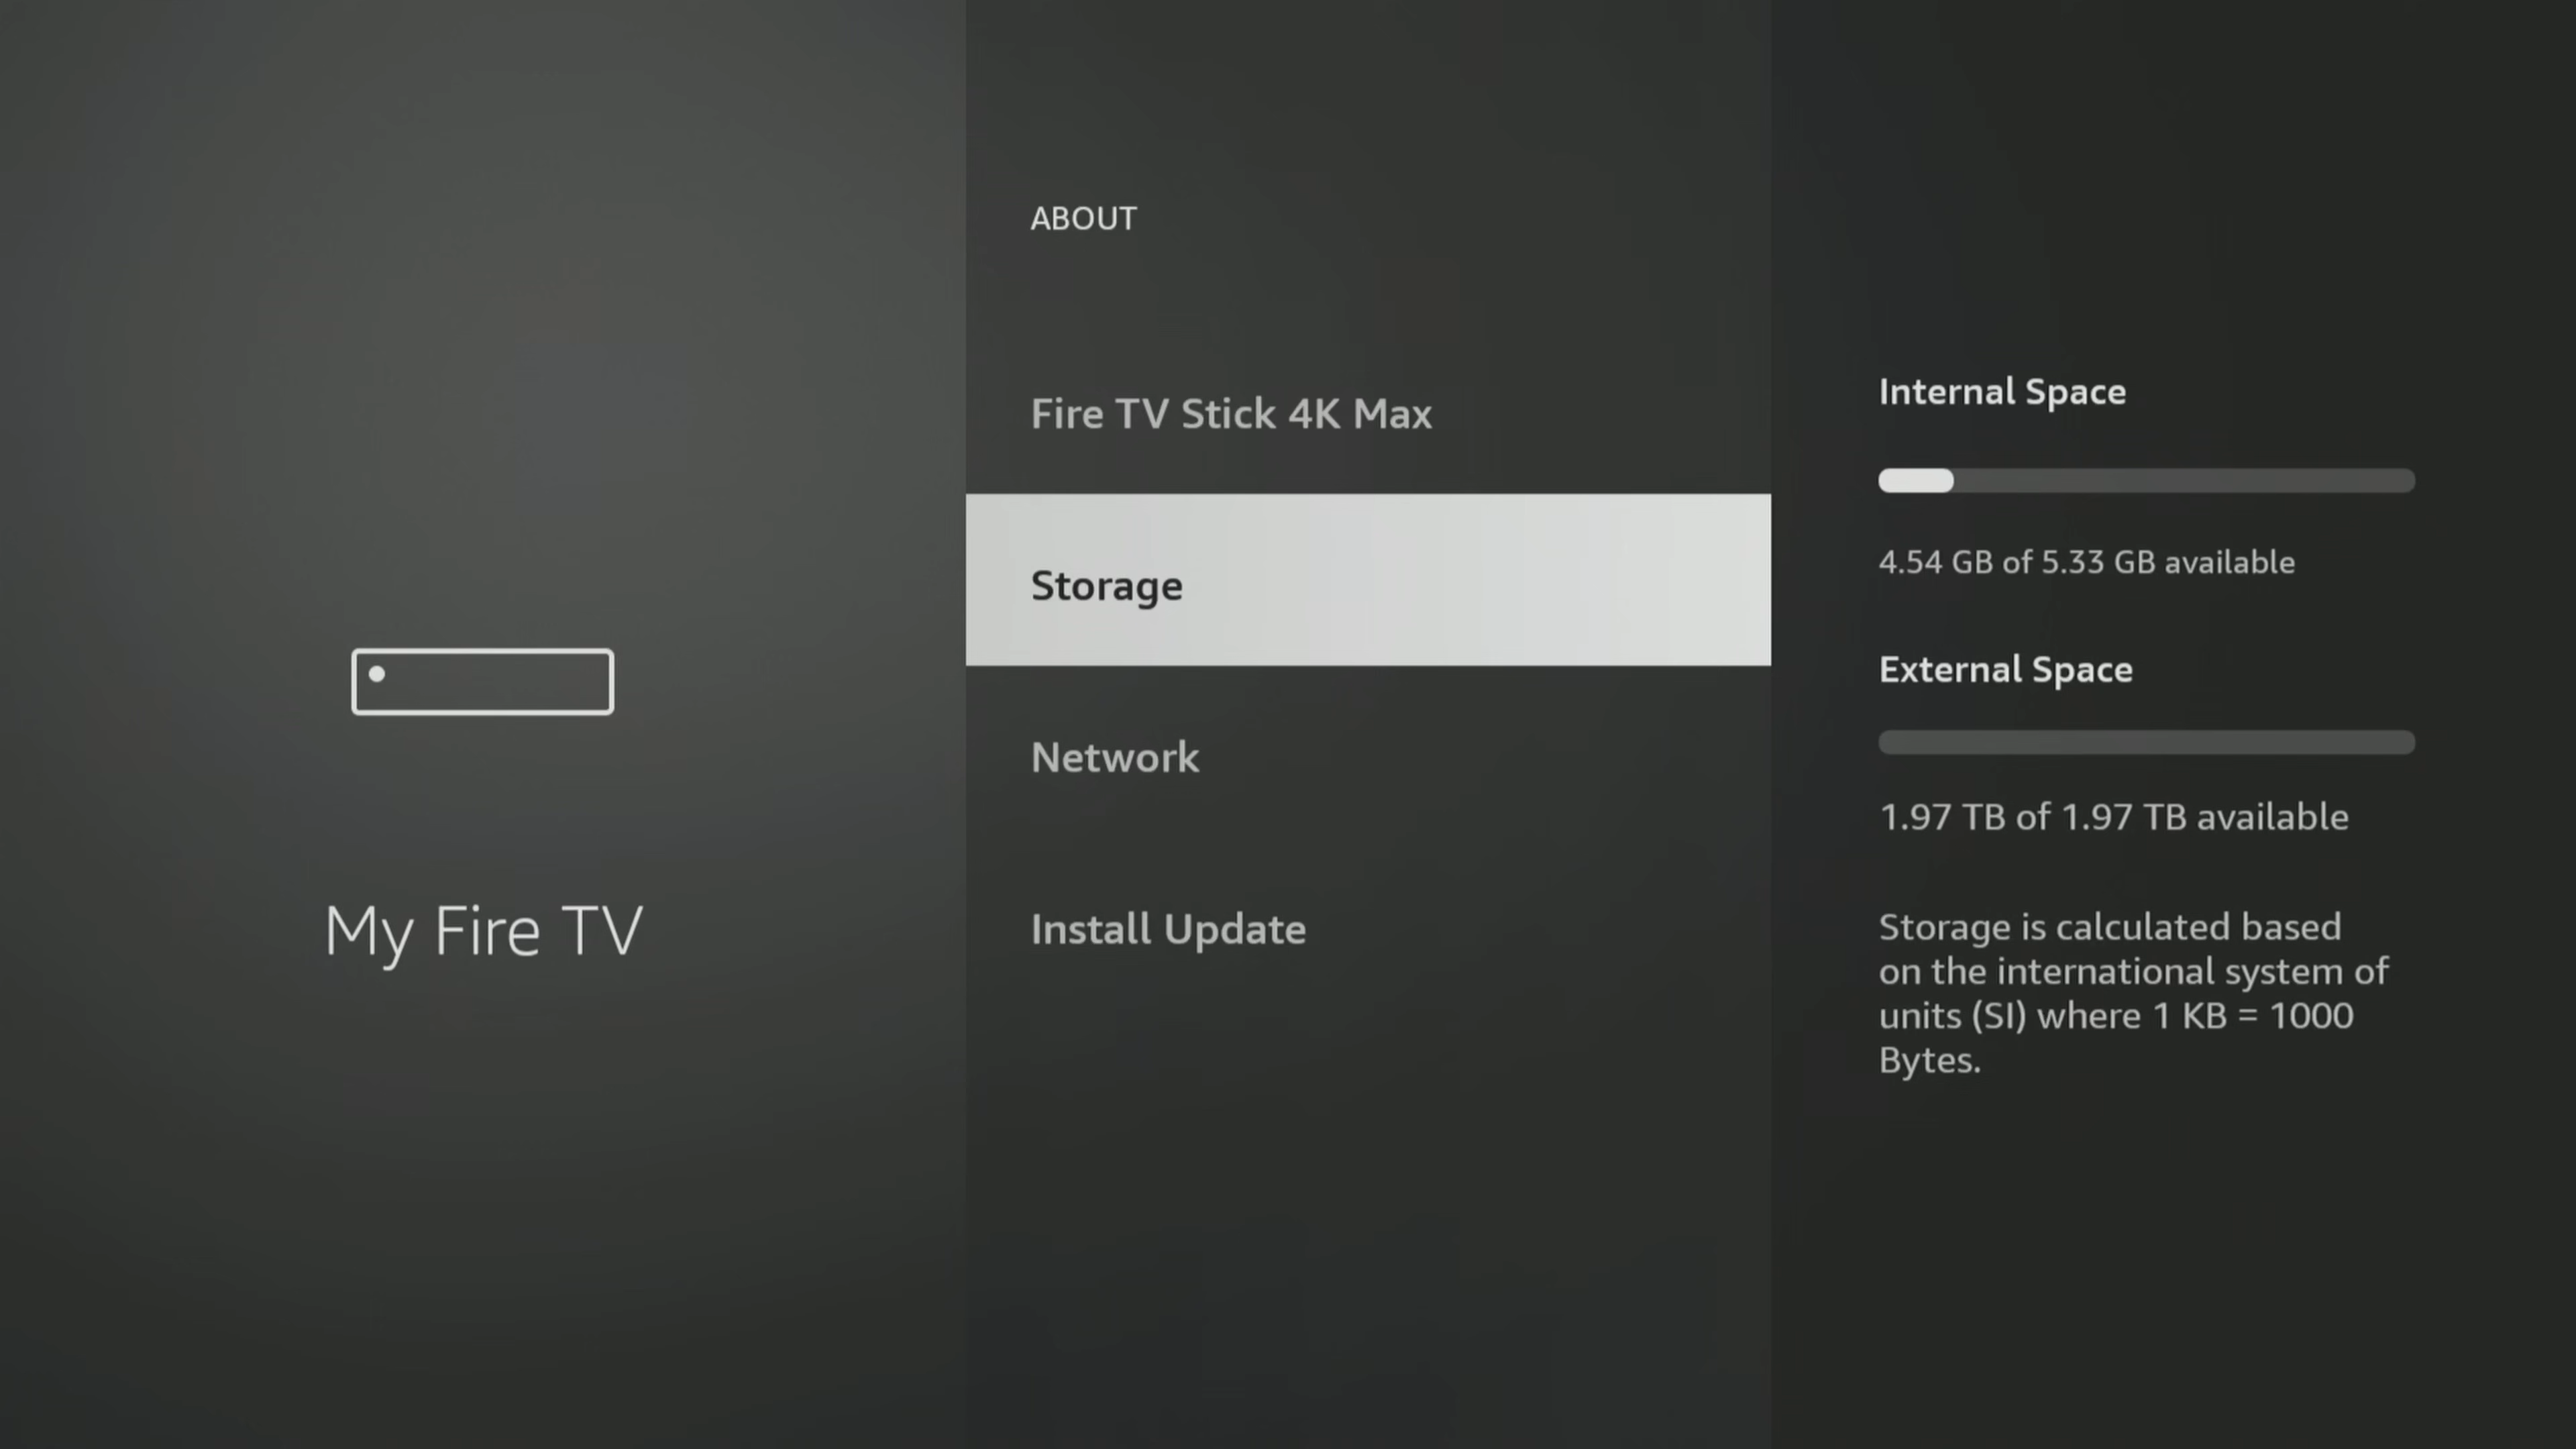 My Fire TV
ABOUT
Fire TV Stick 4K Max
Storage
Network
Install Update
Internal Space
4.54 GB of 5.33 GB available
External Space
1.97 TB of 1.97 TB available
Storage is calculated based
on the international system of
units (SI) where 1 KB = 1000
Bytes.